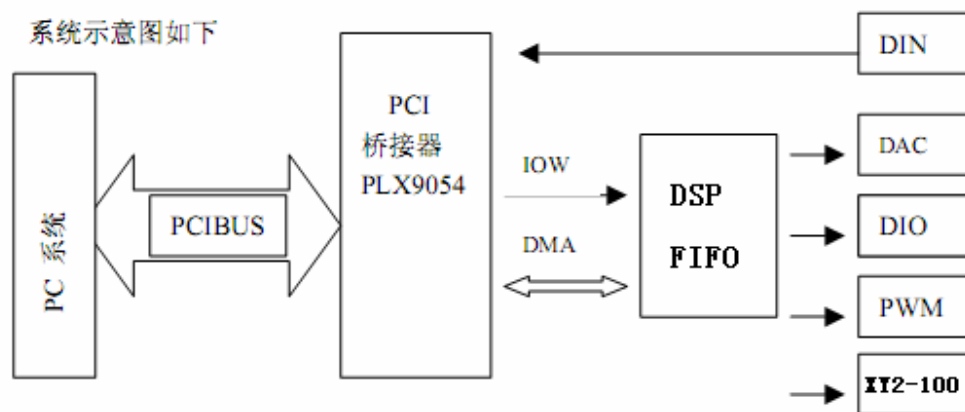 系统示意图如下
PC 系统
PCIBUS
PCI
桥接器
PLX9054
IOW
DMA
DSP
FIFO
DIN
DAC
DIO
PWM
XY2-100